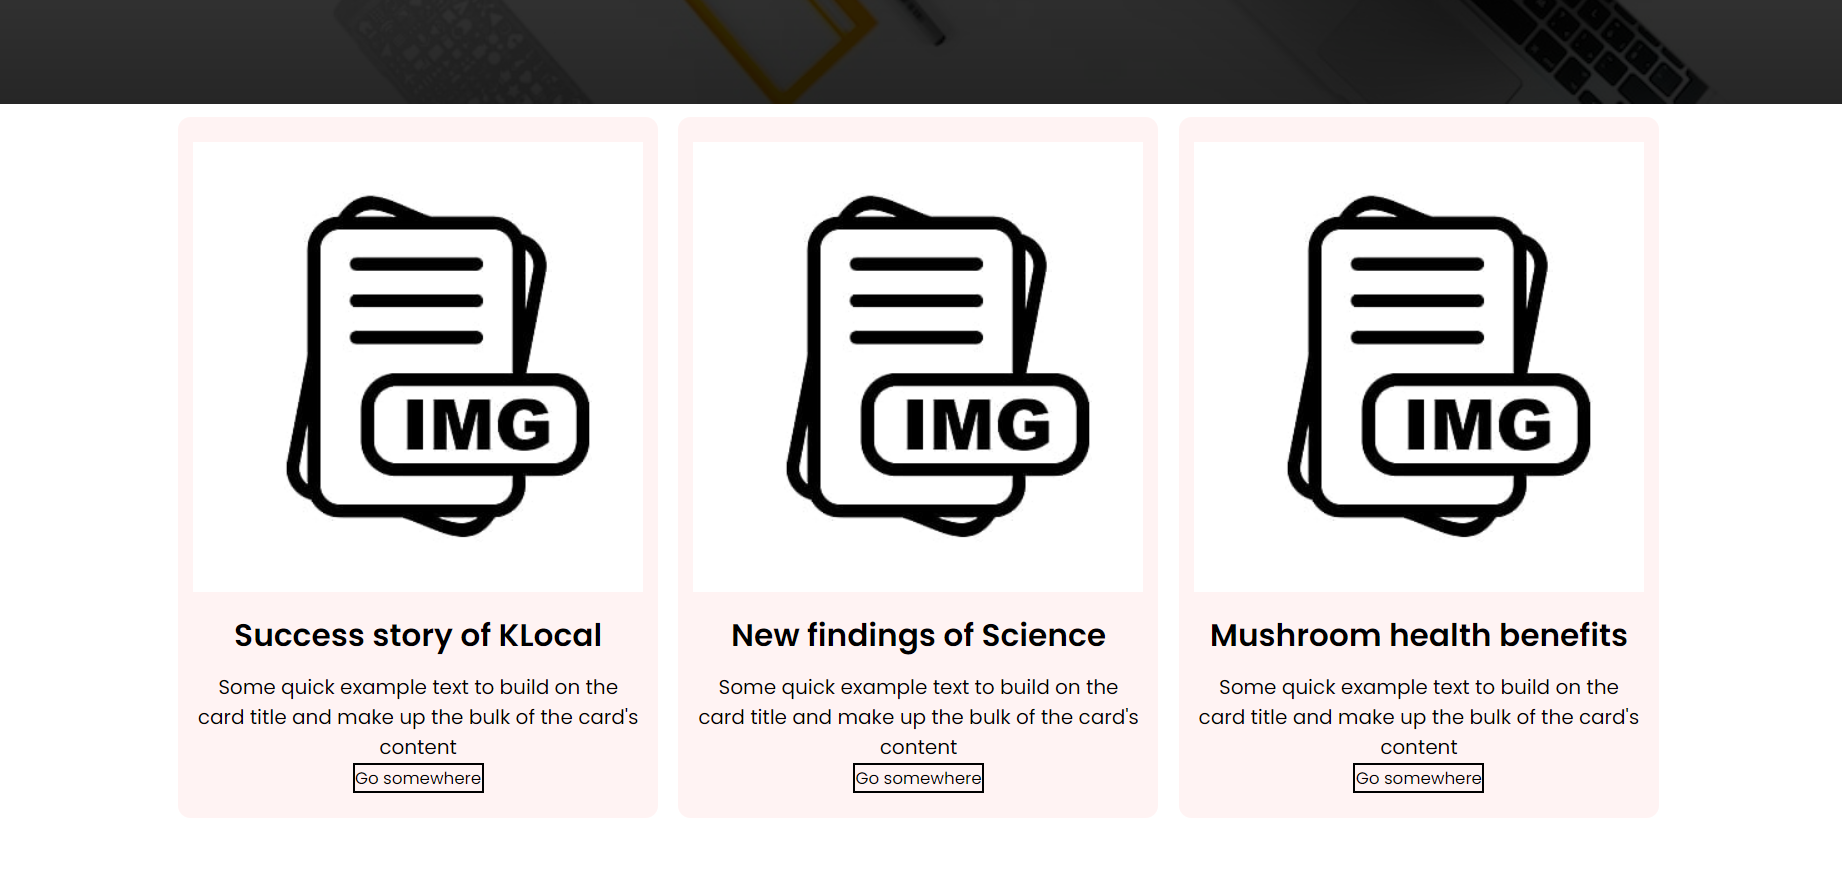 IMG
IMG
IMG
Success story of KLocal
Some quick example text to build on the
card title and make up the bulk of the card's
content
Go somewhere
New findings of Science
Some quick example text to build on the
card title and make up the bulk of the card's
content
Go somewhere
Mushroom health benefits
Some quick example text to build on the
card title and make up the bulk of the card's
content
Go somewhere